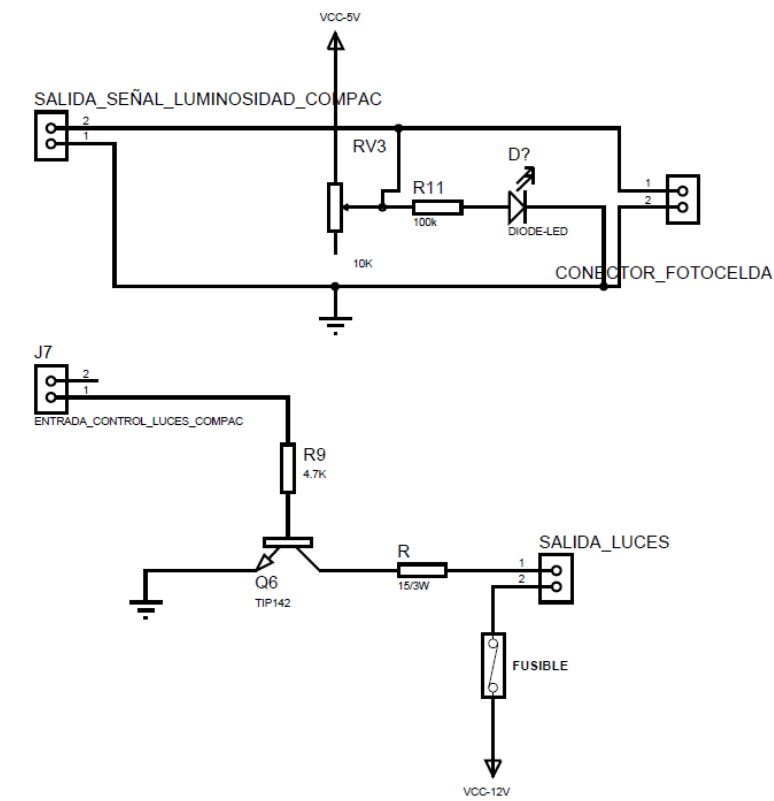 VCC-5V
SALIDA_SEÑAL_LUMINOSIDAD_COMPAC
2
1
RV3
10K
R11
100k
D?
DIODE-LED
1
2
CONECTOR_FOTOCELDA
J7
2
1
ENTRADA_CONTROL_LUCES_COMPAC
R9
4.7K
Q6
TIP142
R
15/3W
SALIDA_LUCES
1
2
FUSIBLE
VCC-12V